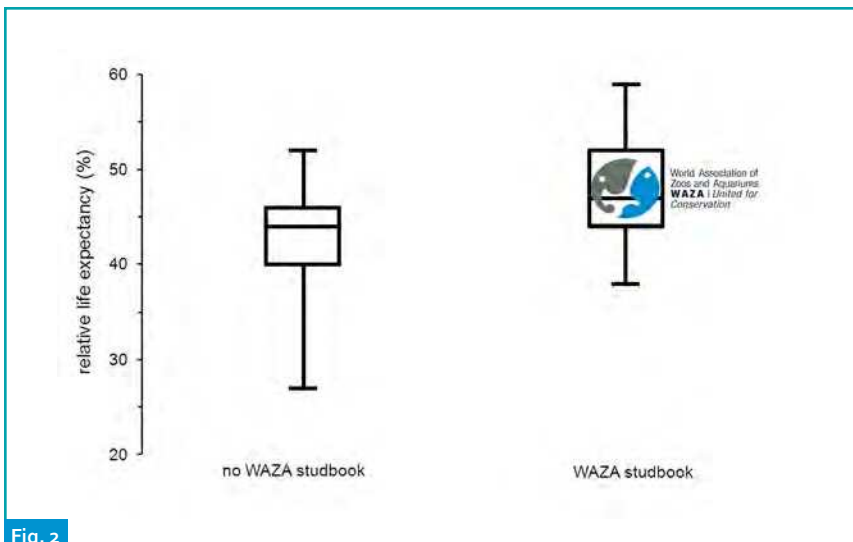 60
50
40
30
20
relative life expectancy (%)
World Association of
Zoos and Aquariums
WAZA | United for
Conservation
no WAZA studbook
WAZA studbook
Fig. 2